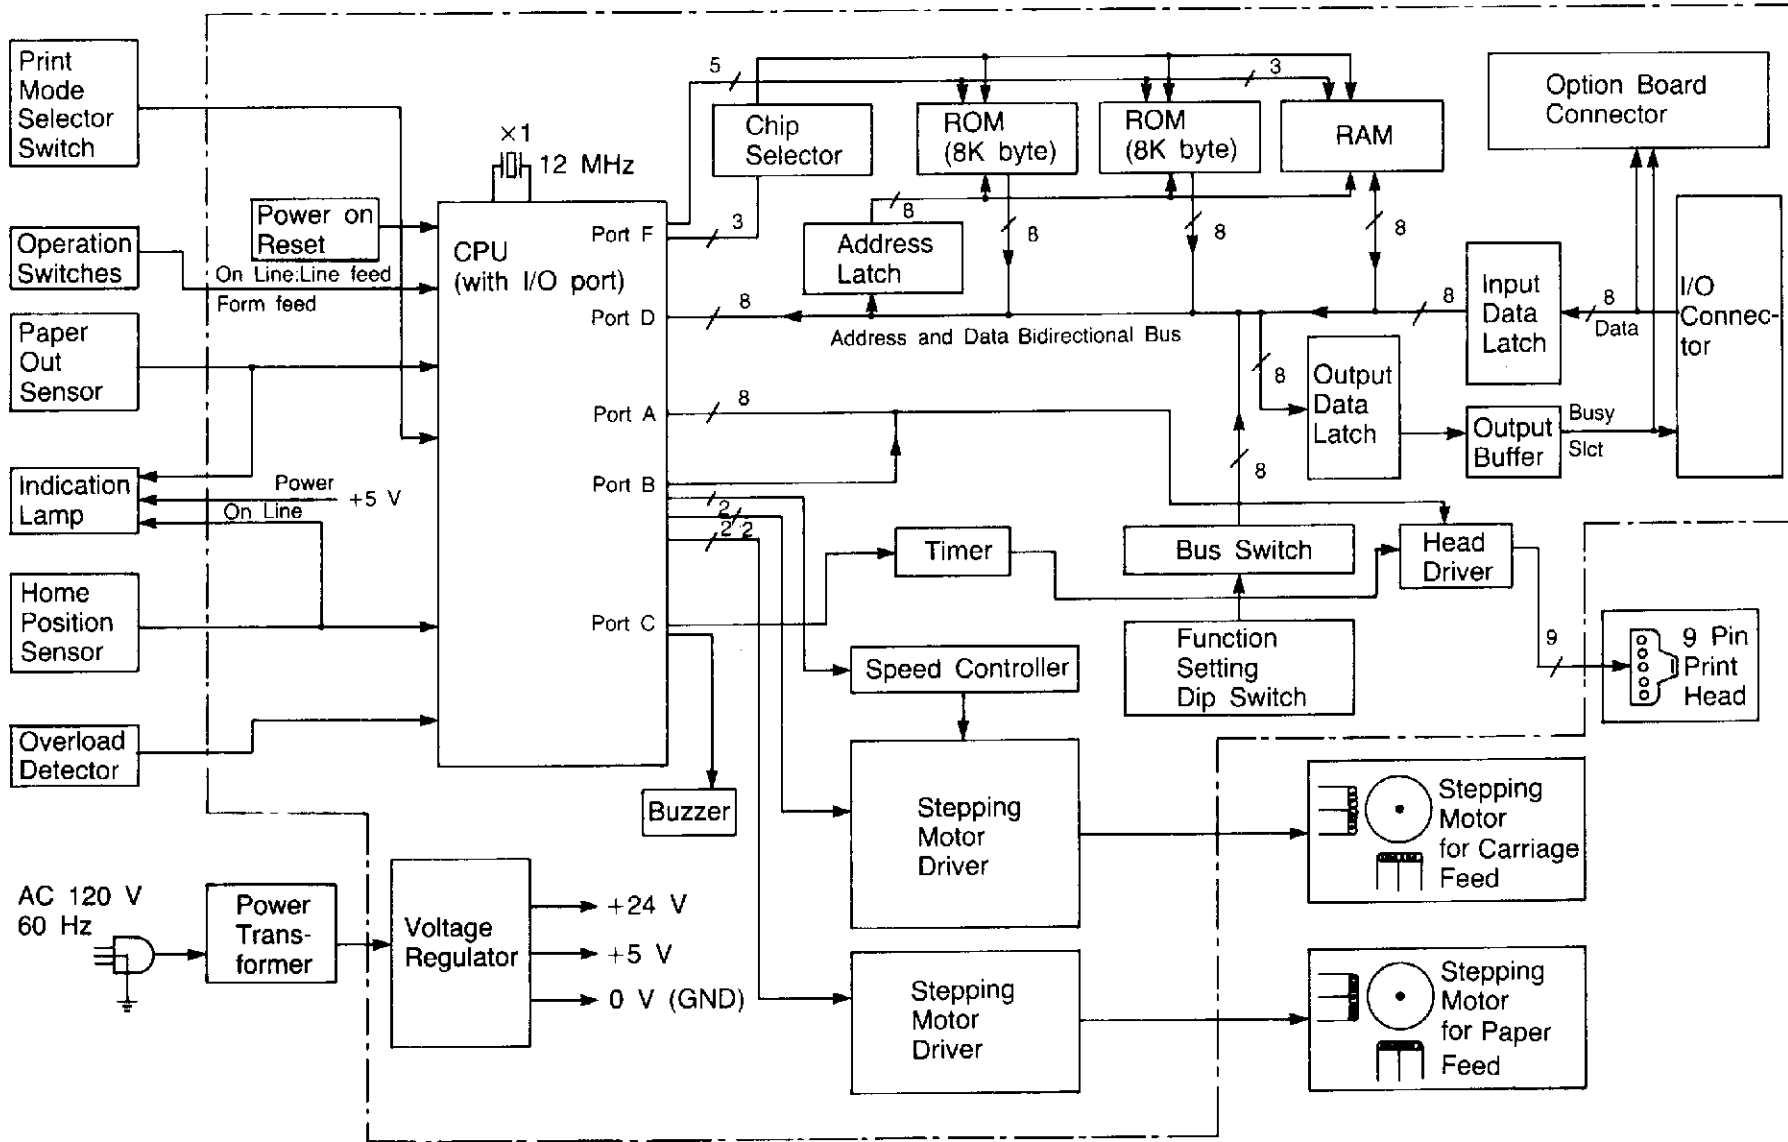 Print
Mode
Selector
Switch
Operation
Switches
Paper
Out
Sensor
Indication
Lamp
Home
Position
Sensor
Overload
Detector
Power on
Reset
On Line:Line feed
Form feed
Power
+5 V
On Line
×1
12 MHz
CPU
(with I/O port)
Port F
Port D
Port A
Port B
Port C
5
3
3
Chip
Selector
ROM
(8K byte)
ROM
(8K byte)
RAM
8
8
8
8
Address
Latch
8
Address and Data Bidirectional Bus
8
Input
Data
Latch
8
Data
I/O
Connec-
tor
Option Board
Connector
8
Output
Data
Latch
Output
Buffer
Busy
Slct
8
8
2
2
2
Timer
Bus Switch
Head
Driver
Function
Setting
Dip Switch
9
9 Pin
Print
Head
Speed Controller
Buzzer
Stepping
Motor
Driver
Stepping
Motor
for Carriage
Feed
Stepping
Motor
Driver
Stepping
Motor
for Paper
Feed
AC 120 V
60 Hz
Power
Trans-
former
Voltage
Regulator
+24 V
+5 V
0 V (GND)